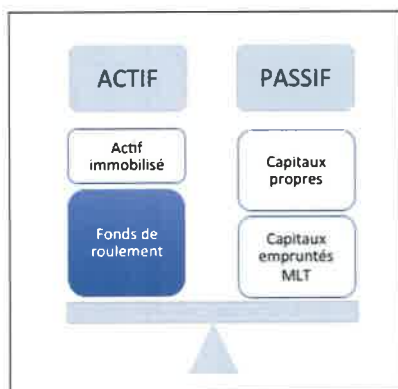 ACTIF
PASSIF
Actif
immobilisé
Capitaux
propres
Fonds de
roulement
Capitaux
empruntés
MLT